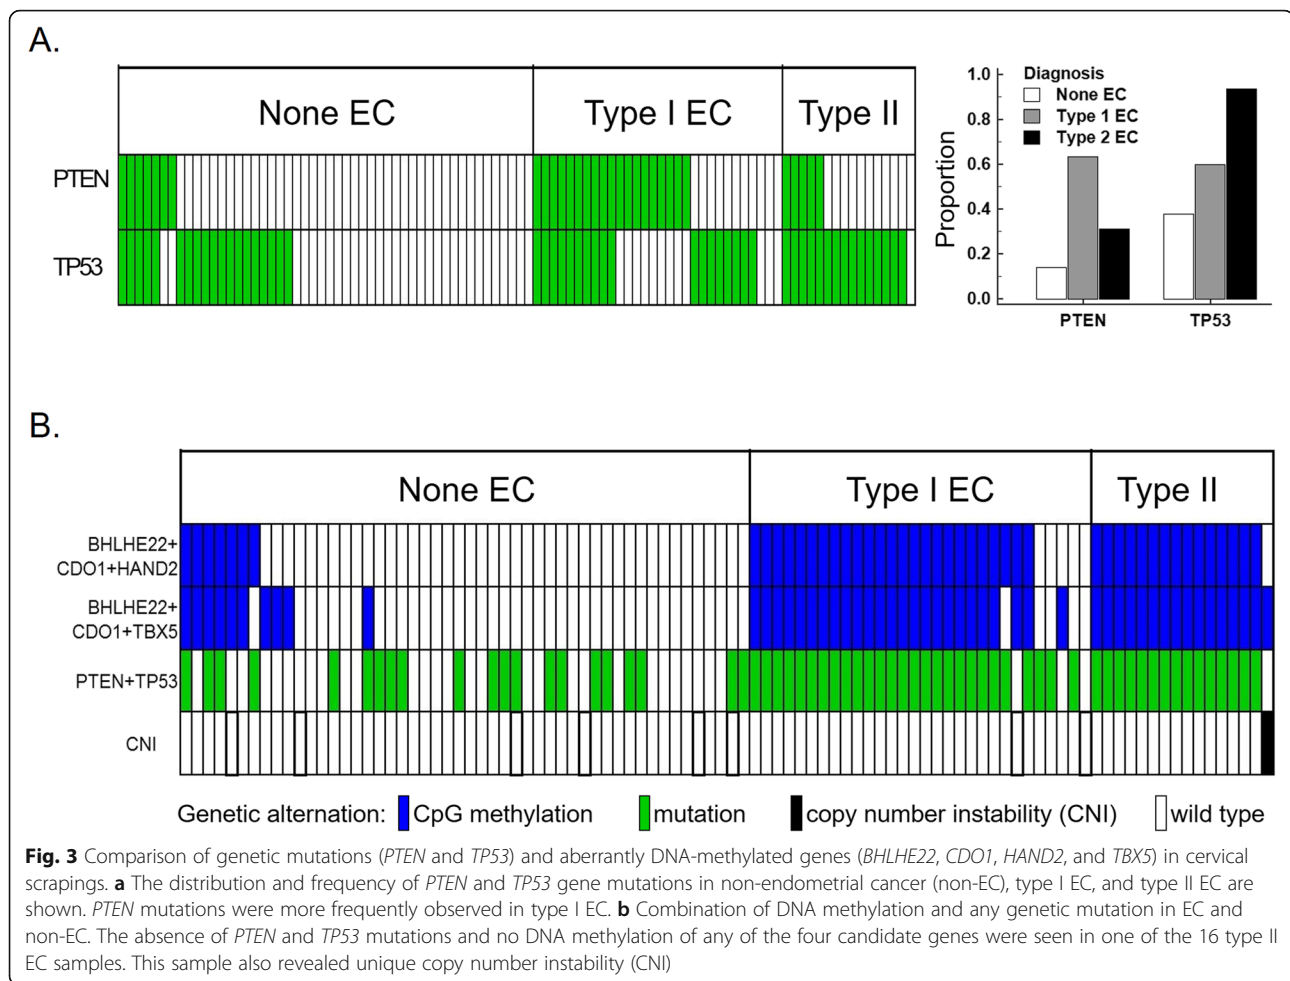 A.
None EC
Type I EC
Type II
PTEN
TP53
Proportion
1.0
0.8
0.6
0.4
0.2
0.0
Diagnosis
None EC
Type 1 EC
Type 2 EC
PTEN
TP53
B.
None EC
Type I EC
Type II
BHLHE22+
CDO1+HAND2
BHLHE22+
CDO1+TBX5
PTEN+TP53
CNI
Genetic alternation: CpG methylation mutation copy number instability (CNI) wild type
Fig. 3 Comparison of genetic mutations (PTEN and TP53) and aberrantly DNA-methylated genes (BHLHE22, CDO1, HAND2, and TBX5) in cervical
scrapings. a The distribution and frequency of PTEN and TP53 gene mutations in non-endometrial cancer (non-EC), type I EC, and type II EC are
shown. PTEN mutations were more frequently observed in type I EC. b Combination of DNA methylation and any genetic mutation in EC and
non-EC. The absence of PTEN and TP53 mutations and no DNA methylation of any of the four candidate genes were seen in one of the 16 type II
EC samples. This sample also revealed unique copy number instability (CNI)